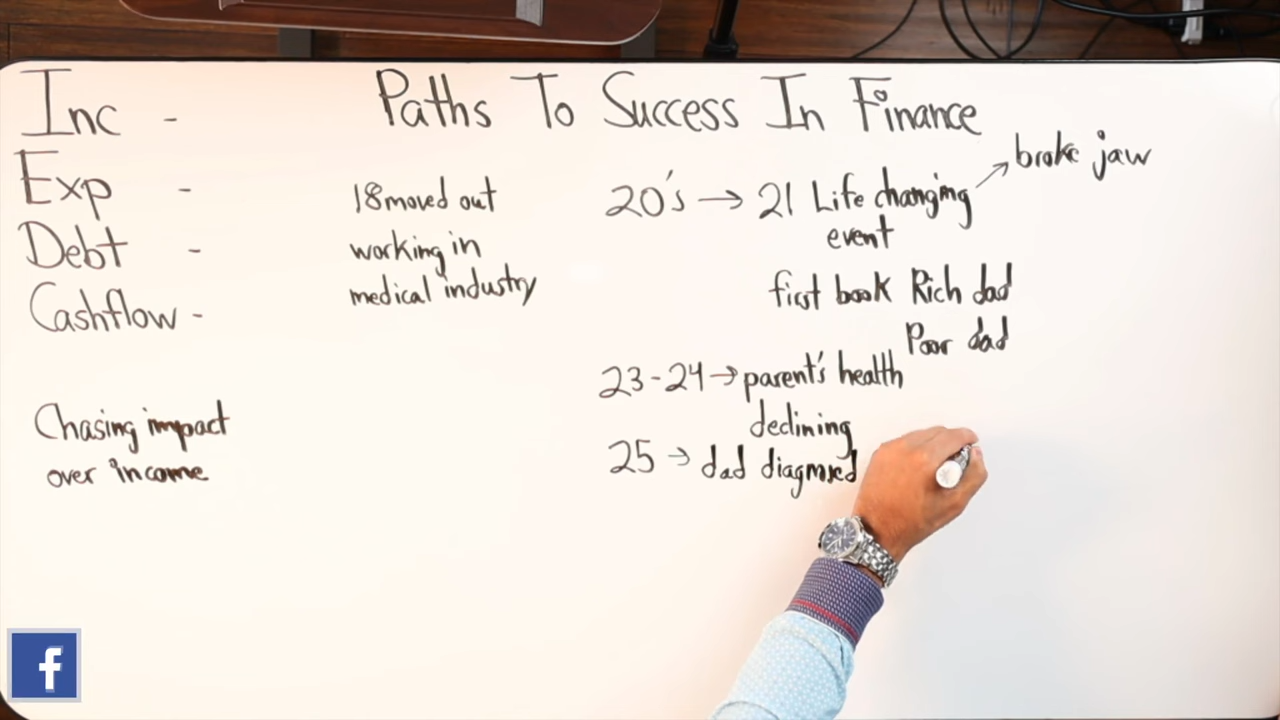 Paths To Success In Finance
Inc -
Exp -
Debt -
Cashflow -
Chasing impact
over income
18 moved out
working in
medical industry
20's → 21 Life changing
event
broke jaw
first book Rich dad
Poor dad
23-24 → parent's health
declining
25 → dad diagnosed
f